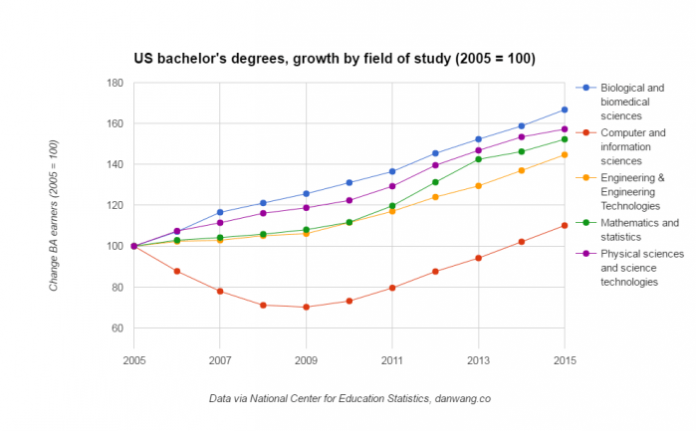 US bachelor's degrees, growth by field of study (2005 = 100)
180
160
140
120
100
80
60
Change BA earners (2005 = 100)
2005
2007
2009
2011
2013
2015
Biological and
biomedical
sciences
Computer and
information
sciences
Engineering &
Engineering
Technologies
Mathematics and
statistics
Physical sciences
and science
technologies
Data via National Center for Education Statistics, danwang.co